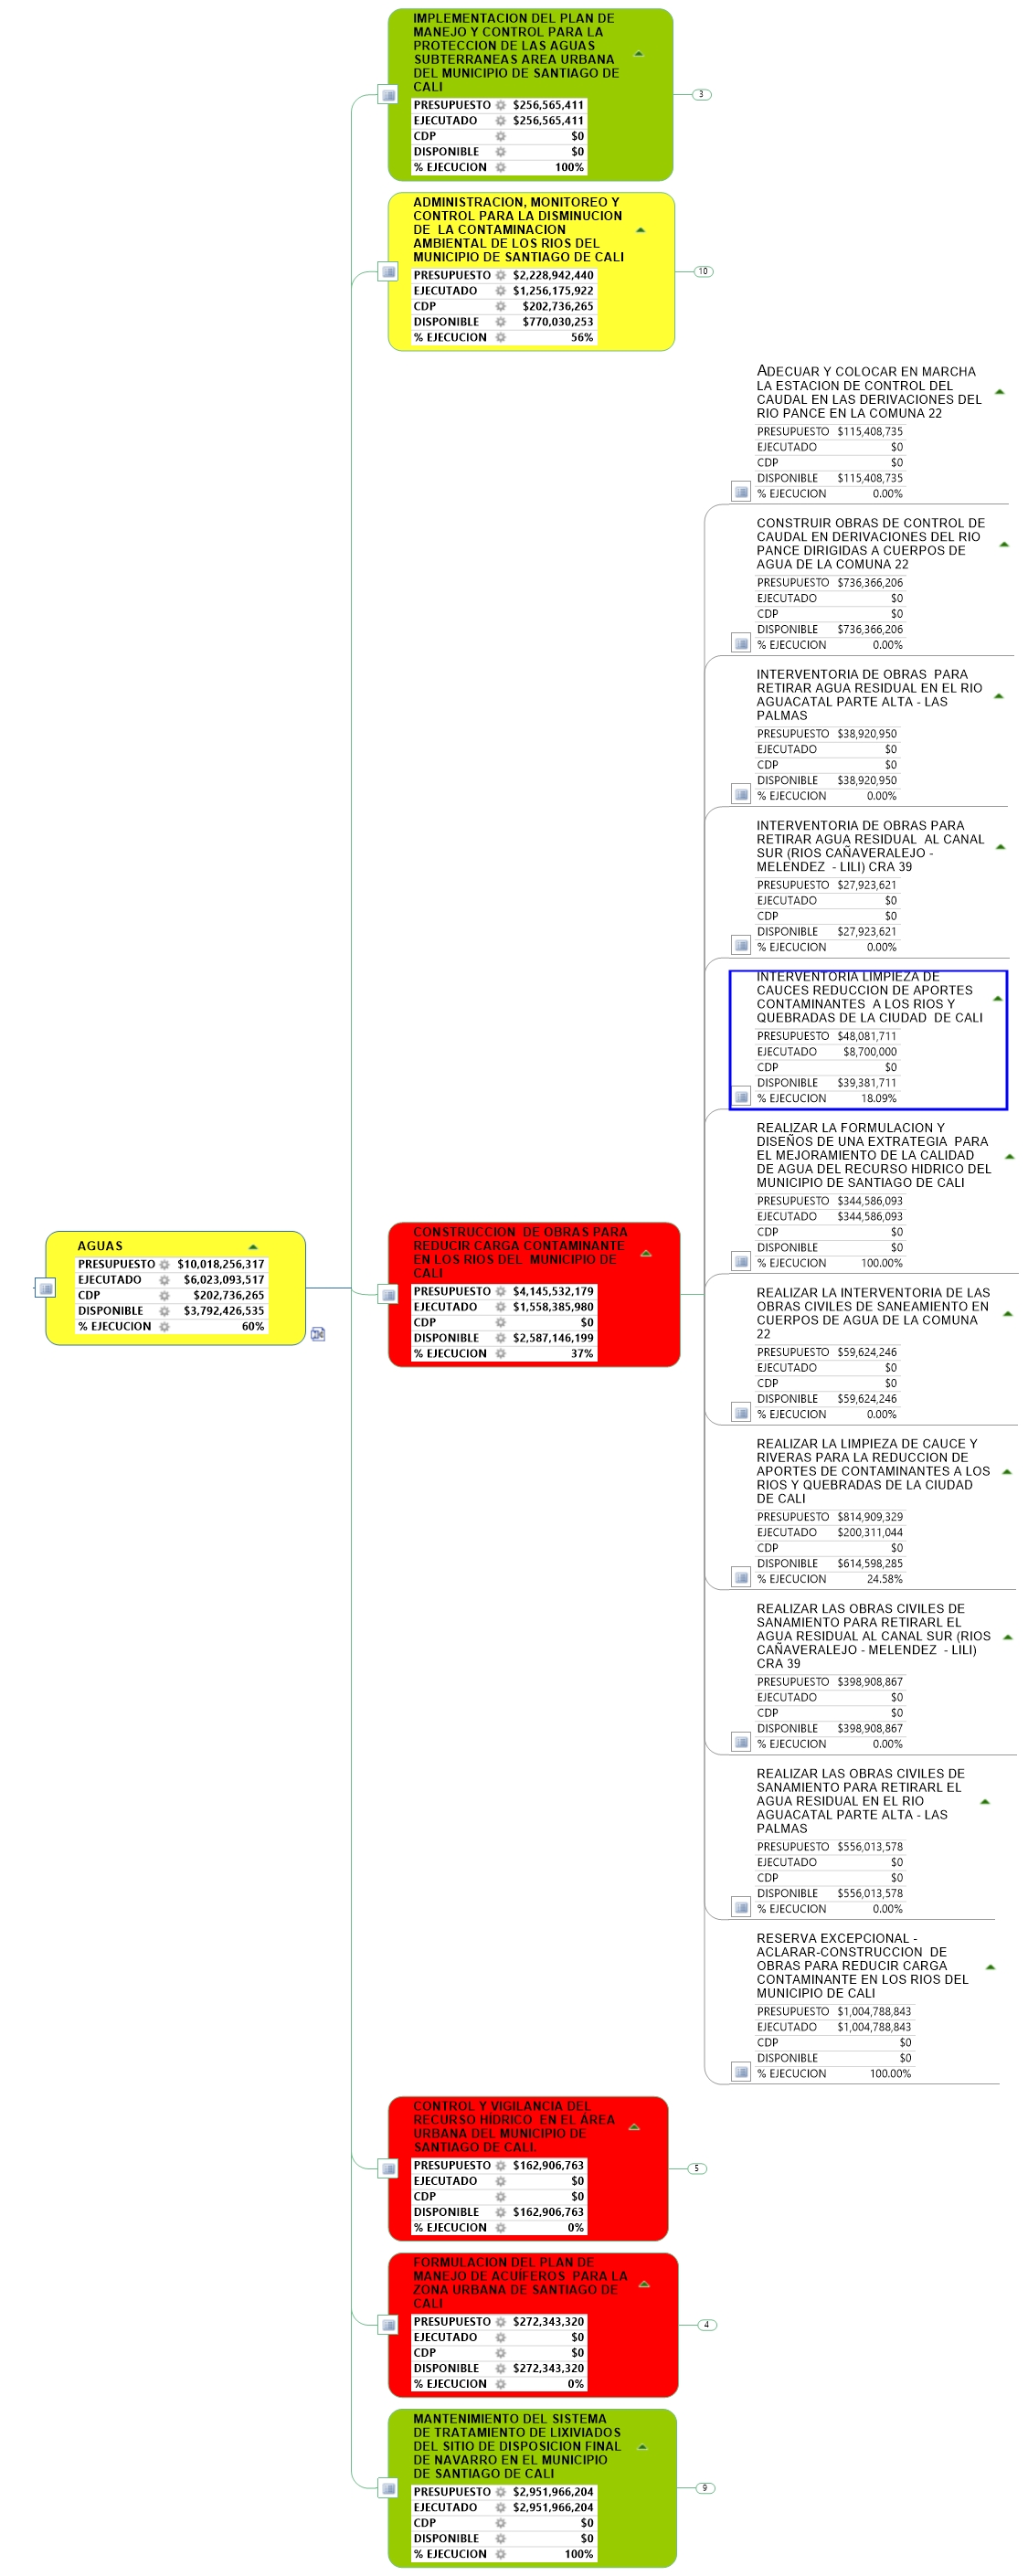 IMPLEMENTACION DEL PLAN DE
MANEJO Y CONTROL PARA LA
PROTECCION DE LAS AGUAS
SUBTERRANEAS AREA URBANA
DEL MUNICIPIO DE SANTIAGO DE
CALI
PRESUPUESTO $256,565,411
EJECUTADO $256,565,411
CDP $0
DISPONIBLE $0
% EJECUCION 100%
3
ADMINISTRACION, MONITOREO Y
CONTROL PARA LA DISMINUCION
DE LA CONTAMINACION
AMBIENTAL DE LOS RIOS DEL
MUNICIPIO DE SANTIAGO DE CALI
PRESUPUESTO $2,228,942,440
EJECUTADO $1,256,175,922
CDP $202,736,265
DISPONIBLE $770,030,253
% EJECUCION 56%
10
ADECUAR Y COLOCAR EN MARCHA
LA ESTACION DE CONTROL DEL
CAUDAL EN LAS DERIVACIONES DEL
RIO PANCE EN LA COMUNA 22
PRESUPUESTO $115,408,735
EJECUTADO $0
CDP $0
DISPONIBLE $115,408,735
% EJECUCION 0.00%
CONSTRUIR OBRAS DE CONTROL DE
CAUDAL EN DERIVACIONES DEL RIO
PANCE DIRIGIDAS A CUERPOS DE
AGUA DE LA COMUNA 22
PRESUPUESTO $736,366,206
EJECUTADO $0
CDP $0
DISPONIBLE $736,366,206
% EJECUCION 0.00%
INTERVENTORIA DE OBRAS PARA
RETIRAR AGUA RESIDUAL EN EL RIO
AGUACATAL PARTE ALTA - LAS
PALMAS
PRESUPUESTO $38,920,950
EJECUTADO $0
CDP $0
DISPONIBLE $38,920,950
% EJECUCION 0.00%
INTERVENTORIA DE OBRAS PARA
RETIRAR AGUA RESIDUAL AL CANAL
SUR (RIOS CAÑAVERALEJO -
MELENDEZ - LILI) CRA 39
PRESUPUESTO $27,923,621
EJECUTADO $0
CDP $0
DISPONIBLE $27,923,621
% EJECUCION 0.00%
INTERVENTORIA LIMPIEZA DE
CAUCES REDUCCION DE APORTES
CONTAMINANTES A LOS RIOS Y
QUEBRADAS DE LA CIUDAD DE CALI
PRESUPUESTO $48,081,711
EJECUTADO $8,700,000
CDP $0
DISPONIBLE $39,381,711
% EJECUCION 18.09%
REALIZAR LA FORMULACION Y
DISEÑOS DE UNA EXTRATEGIA PARA
EL MEJORAMIENTO DE LA CALIDAD
DE AGUA DEL RECURSO HIDRICO DEL
MUNICIPIO DE SANTIAGO DE CALI
PRESUPUESTO $344,586,093
EJECUTADO $344,586,093
CDP $0
DISPONIBLE $0
% EJECUCION 100.00%
AGUAS
PRESUPUESTO $10,018,256,317
EJECUTADO $6,023,093,517
CDP $202,736,265
DISPONIBLE $3,792,426,535
% EJECUCION 60%
CONSTRUCCION DE OBRAS PARA
REDUCIR CARGA CONTAMINANTE
EN LOS RIOS DEL MUNICIPIO DE
CALI
PRESUPUESTO $4,145,532,179
EJECUTADO $1,558,385,980
CDP $0
DISPONIBLE $2,587,146,199
% EJECUCION 37%
REALIZAR LA INTERVENTORIA DE LAS
OBRAS CIVILES DE SANEAMIENTO EN
CUERPOS DE AGUA DE LA COMUNA
22
PRESUPUESTO $59,624,246
EJECUTADO $0
CDP $0
DISPONIBLE $59,624,246
% EJECUCION 0.00%
REALIZAR LA LIMPIEZA DE CAUCE Y
RIVERAS PARA LA REDUCCION DE
APORTES DE CONTAMINANTES A LOS
RIOS Y QUEBRADAS DE LA CIUDAD
DE CALI
PRESUPUESTO $814,909,329
EJECUTADO $200,311,044
CDP $0
DISPONIBLE $614,598,285
% EJECUCION 24.58%
REALIZAR LAS OBRAS CIVILES DE
SANAMIENTO PARA RETIRARL EL
AGUA RESIDUAL AL CANAL SUR (RIOS
CAÑAVERALEJO - MELENDEZ - LILI)
CRA 39
PRESUPUESTO $398,908,867
EJECUTADO $0
CDP $0
DISPONIBLE $398,908,867
% EJECUCION 0.00%
REALIZAR LAS OBRAS CIVILES DE
SANAMIENTO PARA RETIRARL EL
AGUA RESIDUAL EN EL RIO
AGUACATAL PARTE ALTA - LAS
PALMAS
PRESUPUESTO $556,013,578
EJECUTADO $0
CDP $0
DISPONIBLE $556,013,578
% EJECUCION 0.00%
RESERVA EXCEPCIONAL -
ACLARAR-CONSTRUCCION DE
OBRAS PARA REDUCIR CARGA
CONTAMINANTE EN LOS RIOS DEL
MUNICIPIO DE CALI
PRESUPUESTO $1,004,788,843
EJECUTADO $1,004,788,843
CDP $0
DISPONIBLE $0
% EJECUCION 100.00%
CONTROL Y VIGILANCIA DEL
RECURSO HÍDRICO EN EL ÁREA
URBANA DEL MUNICIPIO DE
SANTIAGO DE CALI.
PRESUPUESTO $162,906,763
EJECUTADO $0
CDP $0
DISPONIBLE $162,906,763
% EJECUCION 0%
5
FORMULACION DEL PLAN DE
MANEJO DE ACUÍFEROS PARA LA
ZONA URBANA DE SANTIAGO DE
CALI
PRESUPUESTO $272,343,320
EJECUTADO $0
CDP $0
DISPONIBLE $272,343,320
% EJECUCION 0%
4
MANTENIMIENTO DEL SISTEMA
DE TRATAMIENTO DE LIXIVIADOS
DEL SITIO DE DISPOSICION FINAL
DE NAVARRO EN EL MUNICIPIO
DE SANTIAGO DE CALI
PRESUPUESTO $2,951,966,204
EJECUTADO $2,951,966,204
CDP $0
DISPONIBLE $0
% EJECUCION 100%
9